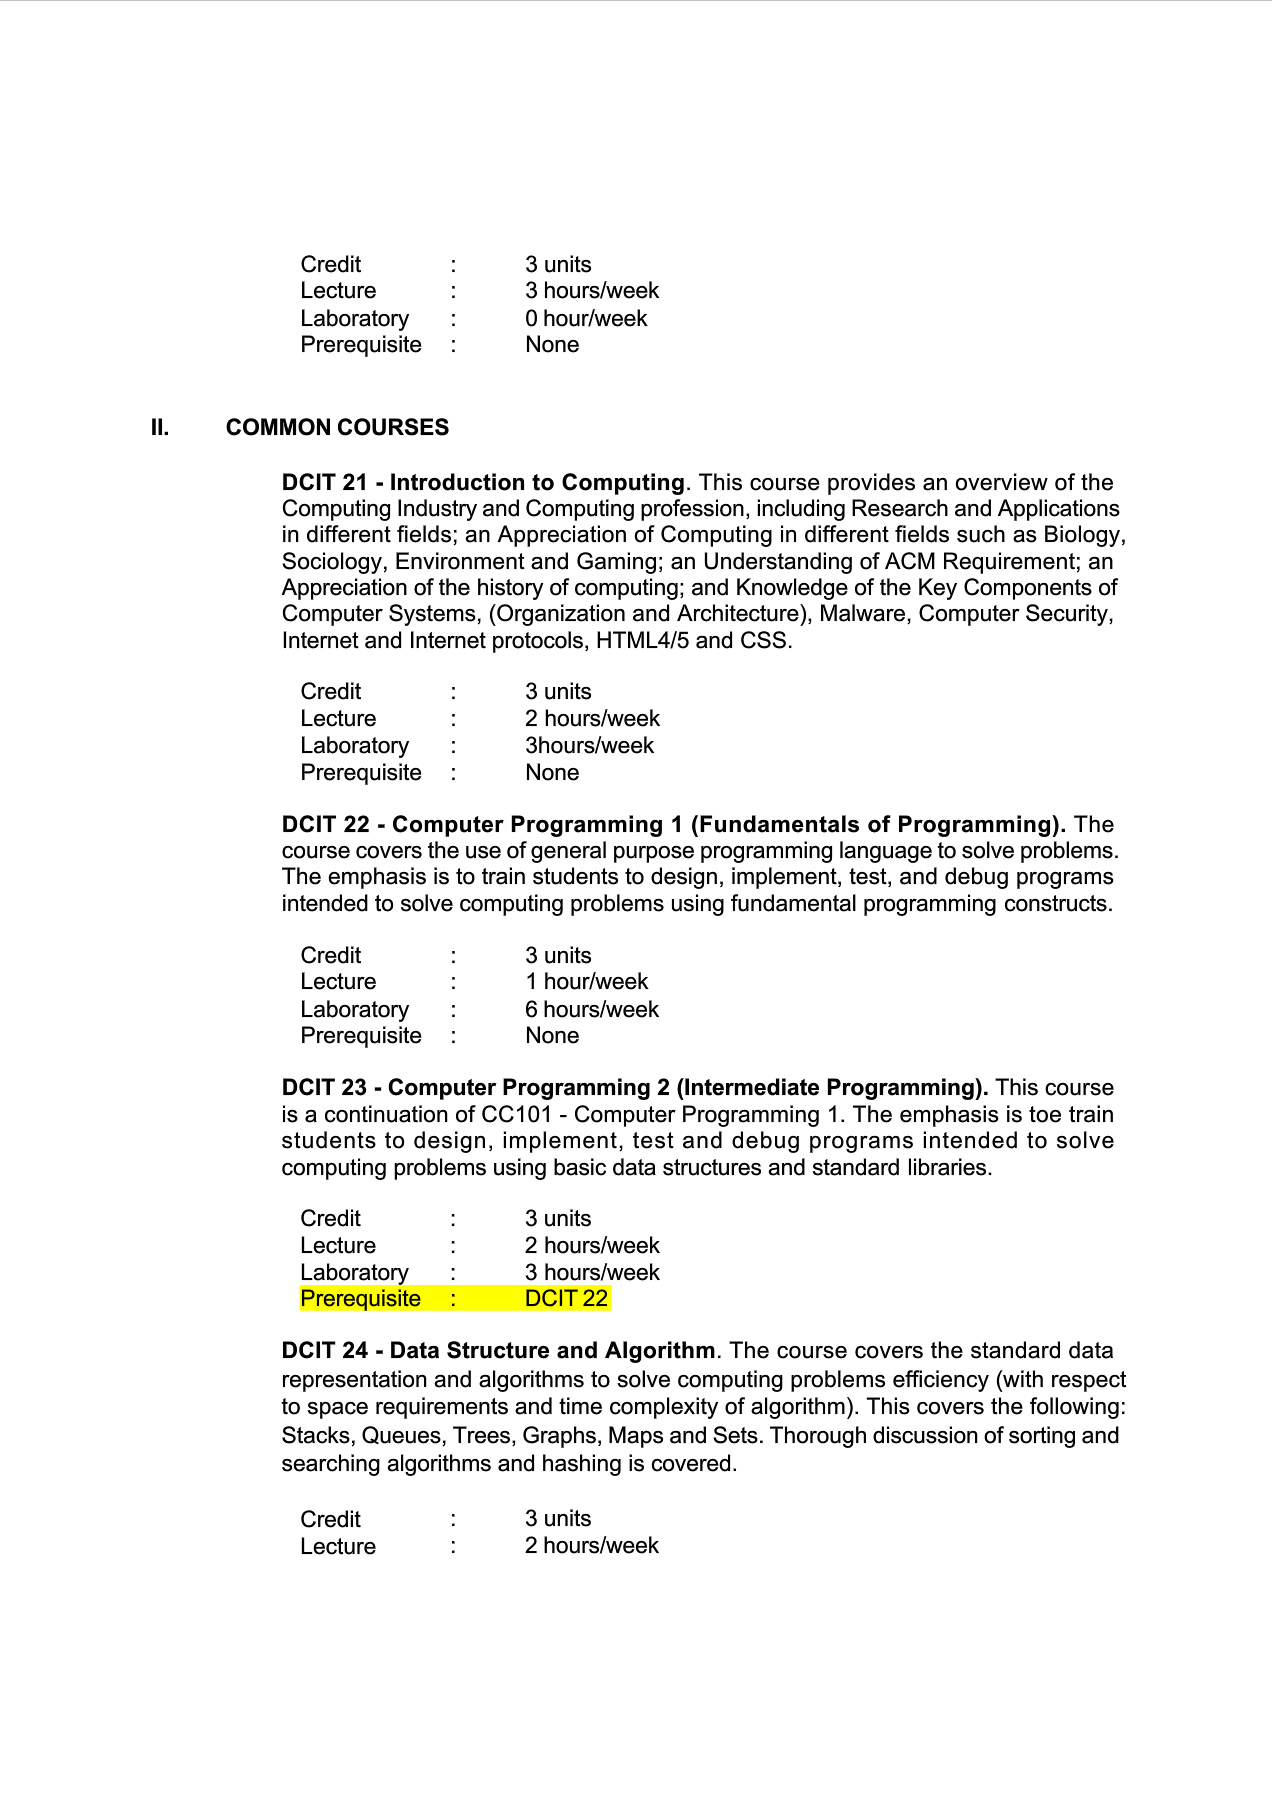 Credit : 3 units
Lecture : 3 hours/week
Laboratory : 0 hour/week
Prerequisite : None
II. COMMON COURSES
DCIT 21 - Introduction to Computing. This course provides an overview of the
Computing Industry and Computing profession, including Research and Applications
in different fields; an Appreciation of Computing in different fields such as Biology,
Sociology, Environment and Gaming; an Understanding of ACM Requirement; an
Appreciation of the history of computing; and Knowledge of the Key Components of
Computer Systems, (Organization and Architecture), Malware, Computer Security,
Internet and Internet protocols, HTML4/5 and CSS.
Credit : 3 units
Lecture : 2 hours/week
Laboratory : 3hours/week
Prerequisite : None
DCIT 22 - Computer Programming 1 (Fundamentals of Programming). The
course covers the use of general purpose programming language to solve problems.
The emphasis is to train students to design, implement, test, and debug programs
intended to solve computing problems using fundamental programming constructs.
Credit : 3 units
Lecture : 1 hour/week
Laboratory : 6 hours/week
Prerequisite : None
DCIT 23 - Computer Programming 2 (Intermediate Programming). This course
is a continuation of CC101 - Computer Programming 1. The emphasis is toe train
students to design, implement, test and debug programs intended to solve
computing problems using basic data structures and standard libraries.
Credit : 3 units
Lecture : 2 hours/week
Laboratory : 3 hours/week
Prerequisite : DCIT 22
DCIT 24 - Data Structure and Algorithm. The course covers the standard data
representation and algorithms to solve computing problems efficiency (with respect
to space requirements and time complexity of algorithm). This covers the following:
Stacks, Queues, Trees, Graphs, Maps and Sets. Thorough discussion of sorting and
searching algorithms and hashing is covered.
Credit : 3 units
Lecture : 2 hours/week